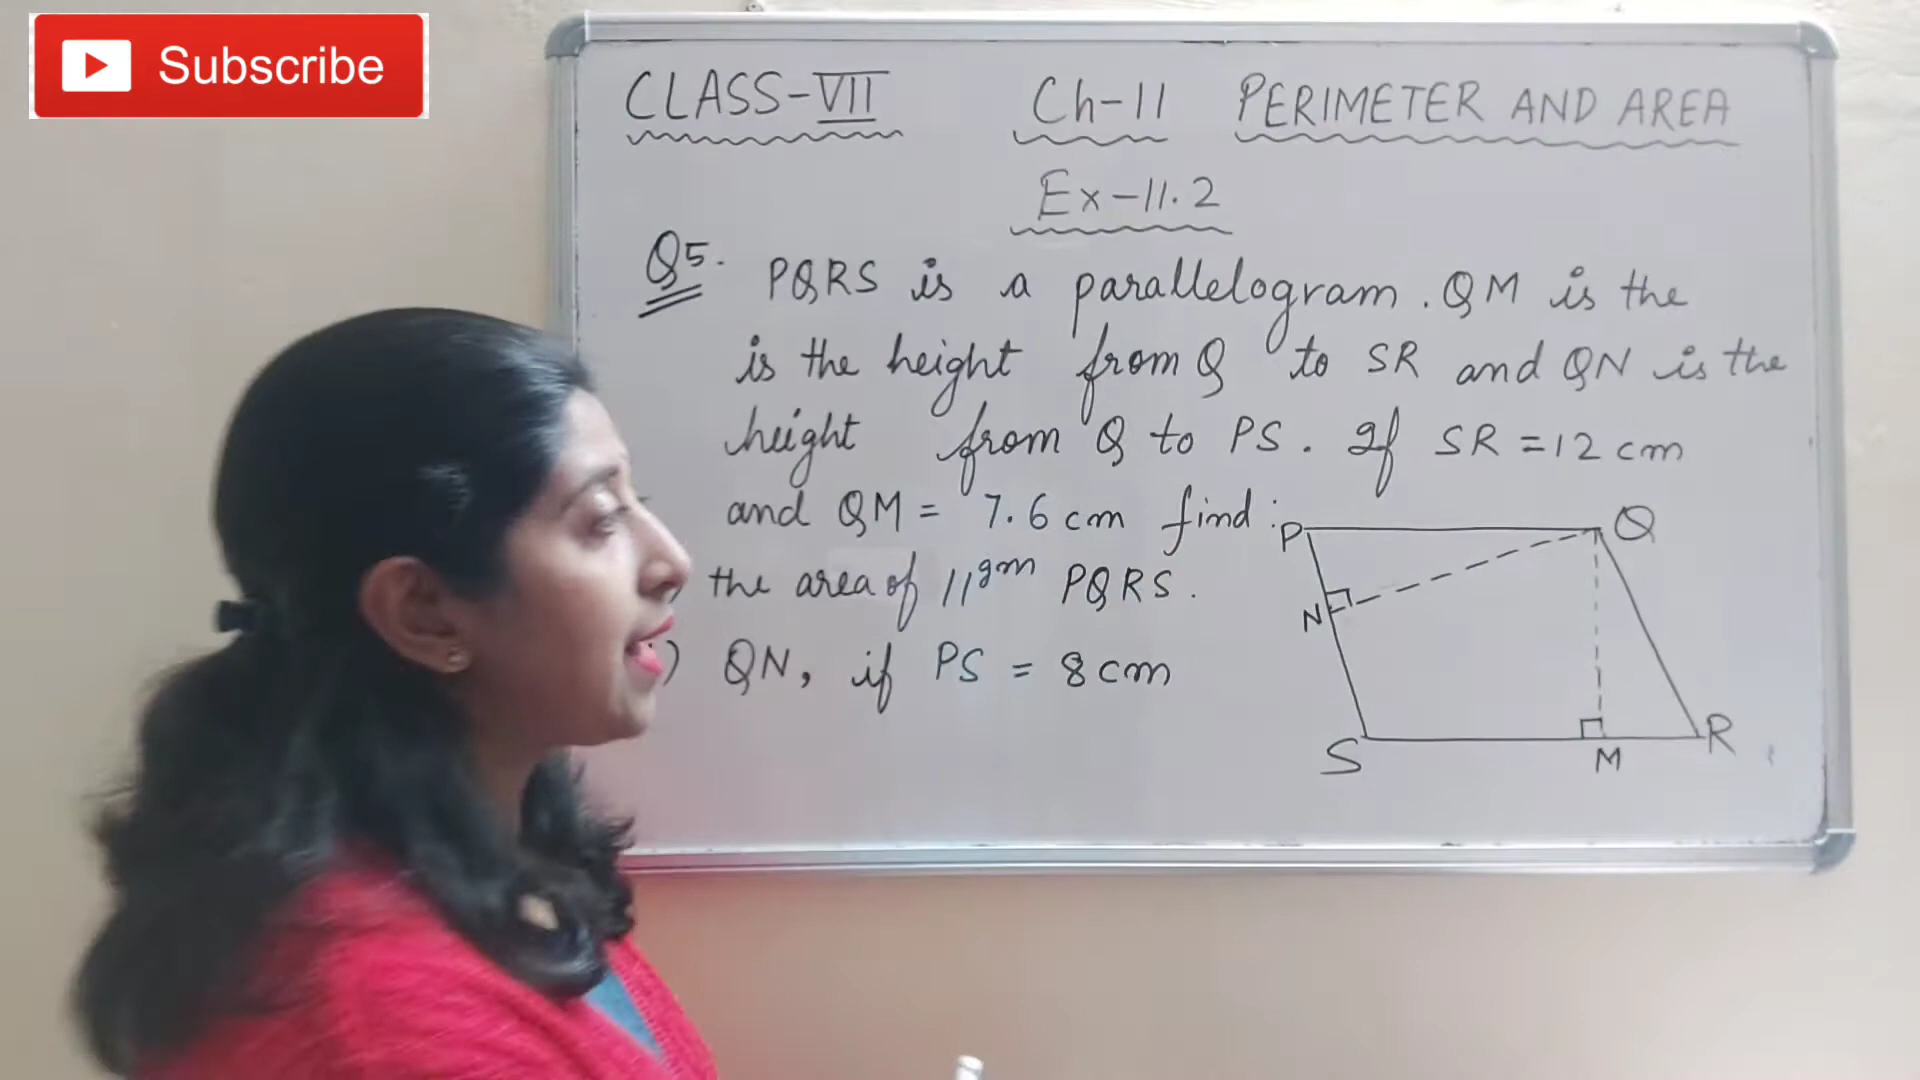 Subscribe
CLASS-VII Ch-11 PERIMETER AND AREA
Ex-11.2
Q5. PQRS is a parallelogram. QM is the
is the height from Q to SR and QN is the
height from Q to PS. If SR = 12 cm
and QM = 7.6 cm find :
) the area of 11gm PQRS.
) QN, if PS = 8 cm
P
Q
N
S
M
R